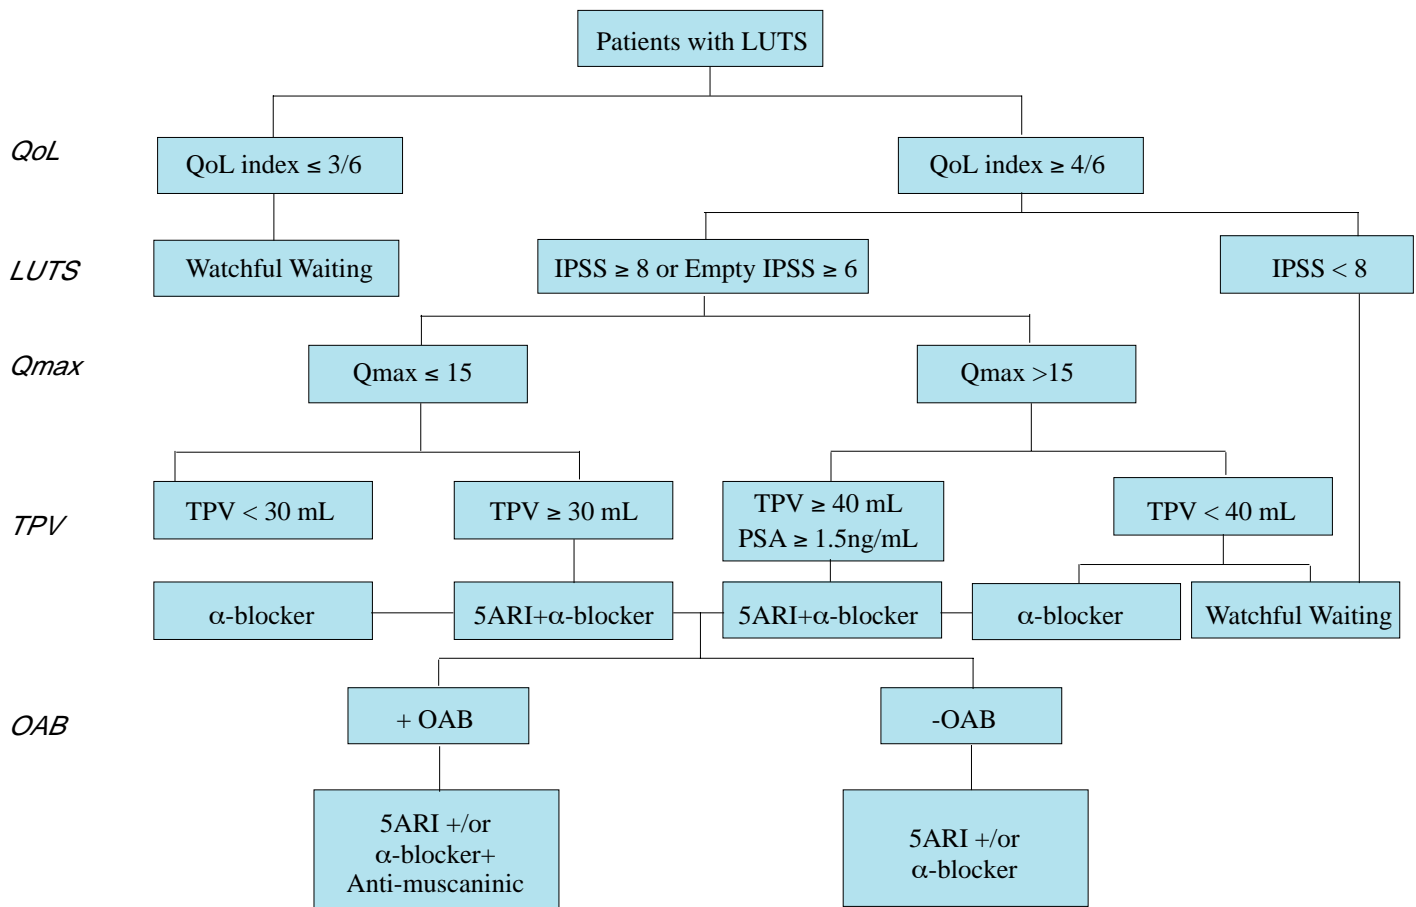 Patients with LUTS
QoL
QoL index ≤ 3/6
QoL index ≥ 4/6
LUTS
Watchful Waiting
IPSS ≥ 8 or Empty IPSS ≥ 6
IPSS < 8
Qmax
Qmax ≤ 15
Qmax >15
TPV
TPV < 30 mL
TPV ≥ 30 mL
TPV ≥ 40 mL
PSA ≥ 1.5ng/mL
TPV < 40 mL
α-blocker
5ARI+α-blocker
5ARI+α-blocker
α-blocker
Watchful Waiting
OAB
+ OAB
-OAB
5ARI +/or
α-blocker+
Anti-muscaninic
5ARI +/or
α-blocker